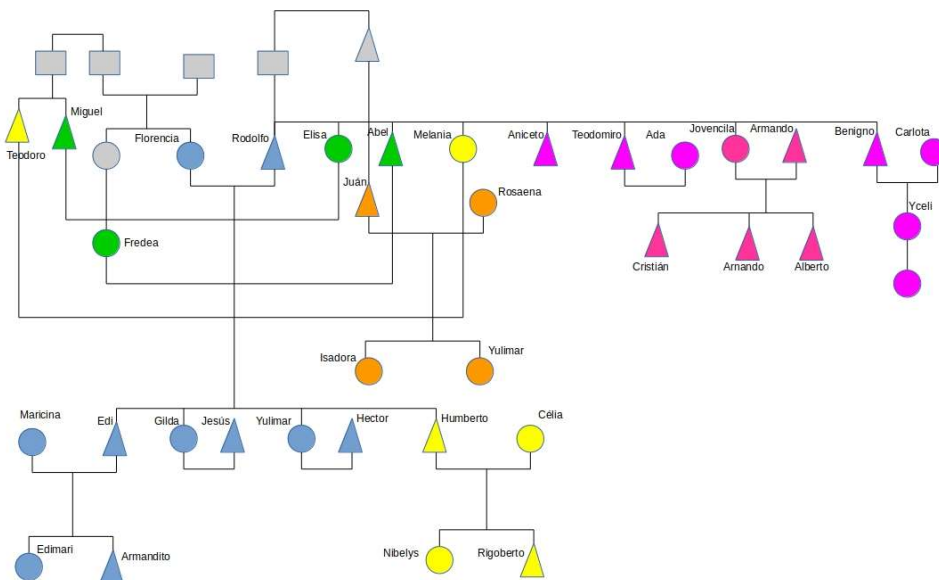 Miguel
Teodoro
Florencia
Rodolfo
Elisa
Abel
Melania
Aniceto
Teodomiro
Ada
Jovencila
Armando
Benigno
Carlota
Juán
Rosaena
Yceli
Fredea
Cristián
Arnando
Alberto
Isadora
Yulimar
Maricina
Edi
Gilda
Jesús
Yulimar
Hector
Humberto
Célia
Edimari
Armandito
Nibelys
Rigoberto